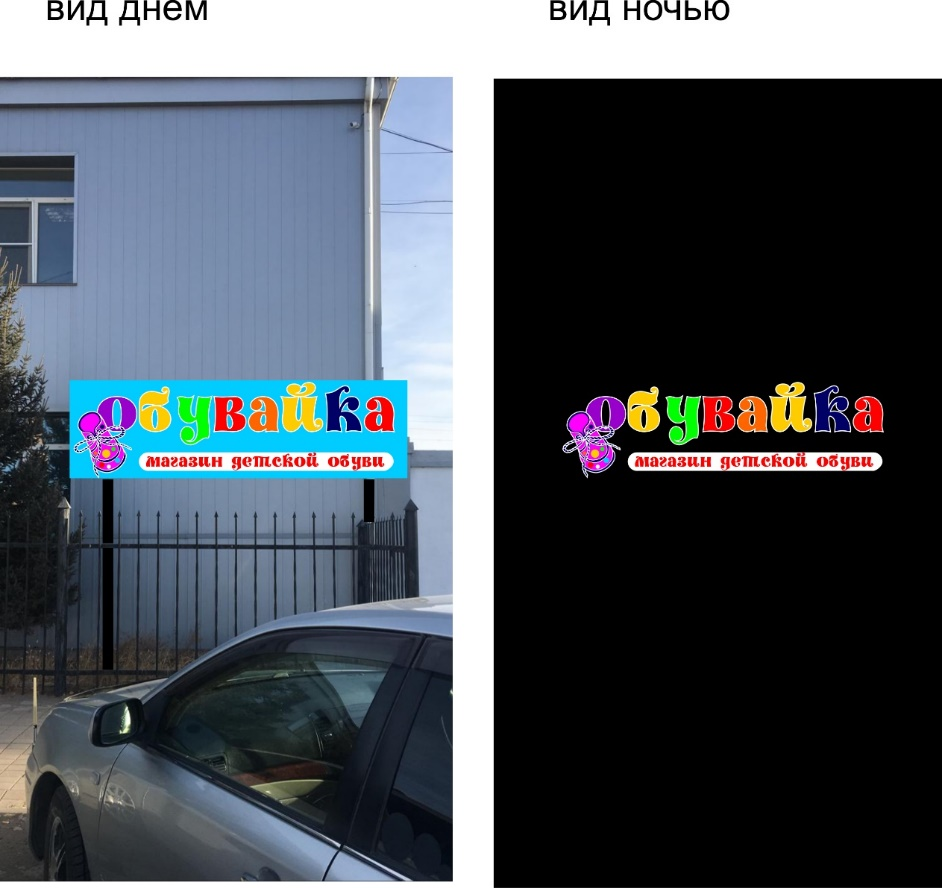 вид днем
вид ночью
Обувайка
магазин детской обуви
Обувайка
магазин детской обуви